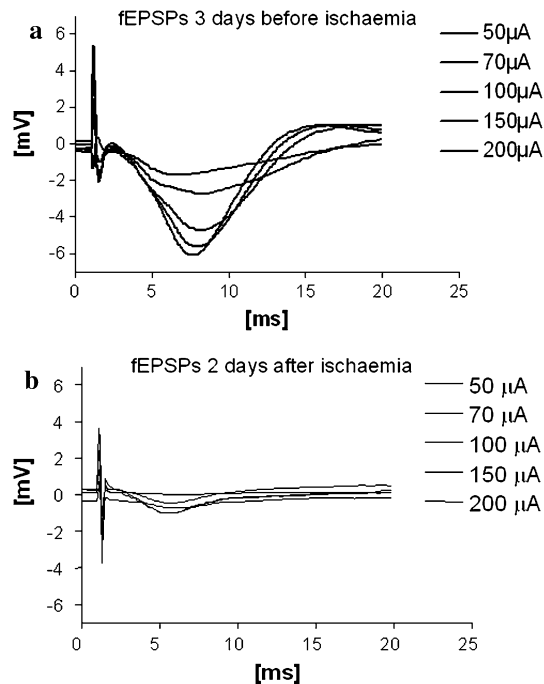 a
fEPSPs 3 days before ischaemia
50µA
70µA
100µA
150µA
200µA
[mV]
6
4
2
0
-2
-4
-6
0 5 10 15 20 25
[ms]
b
fEPSPs 2 days after ischaemia
50 µA
70 µA
100 µA
150 µA
200 µA
[mV]
6
4
2
0
-2
-4
-6
0 5 10 15 20 25
[ms]